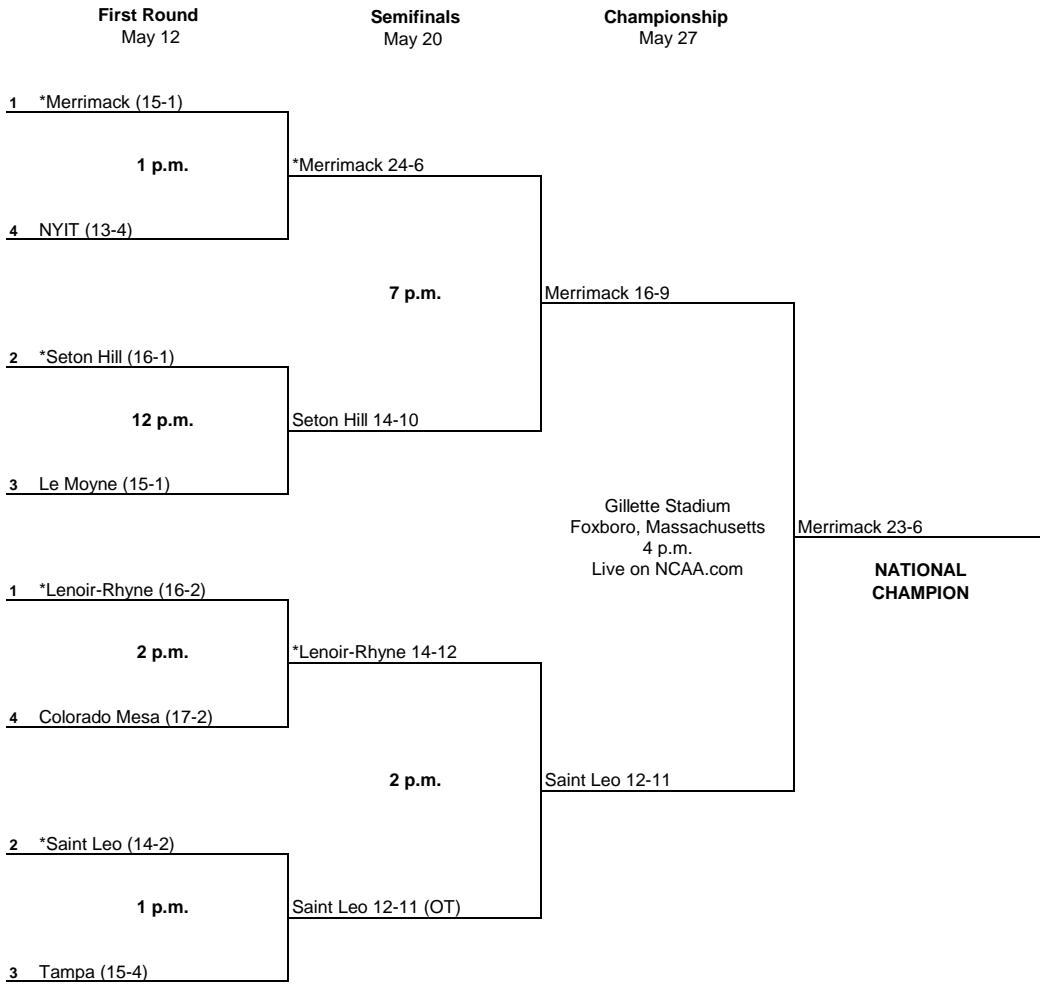 First Round
May 12
Semifinals
May 20
Championship
May 27
1 *Merrimack (15-1)
1 p.m.
*Merrimack 24-6
4 NYIT (13-4)
7 p.m.
Merrimack 16-9
2 *Seton Hill (16-1)
12 p.m.
Seton Hill 14-10
3 Le Moyne (15-1)
Gillette Stadium
Foxboro, Massachusetts
4 p.m.
Live on NCAA.com
Merrimack 23-6
NATIONAL
CHAMPION
1 *Lenoir-Rhyne (16-2)
2 p.m.
*Lenoir-Rhyne 14-12
4 Colorado Mesa (17-2)
2 p.m.
Saint Leo 12-11
2 *Saint Leo (14-2)
1 p.m.
Saint Leo 12-11 (OT)
3 Tampa (15-4)